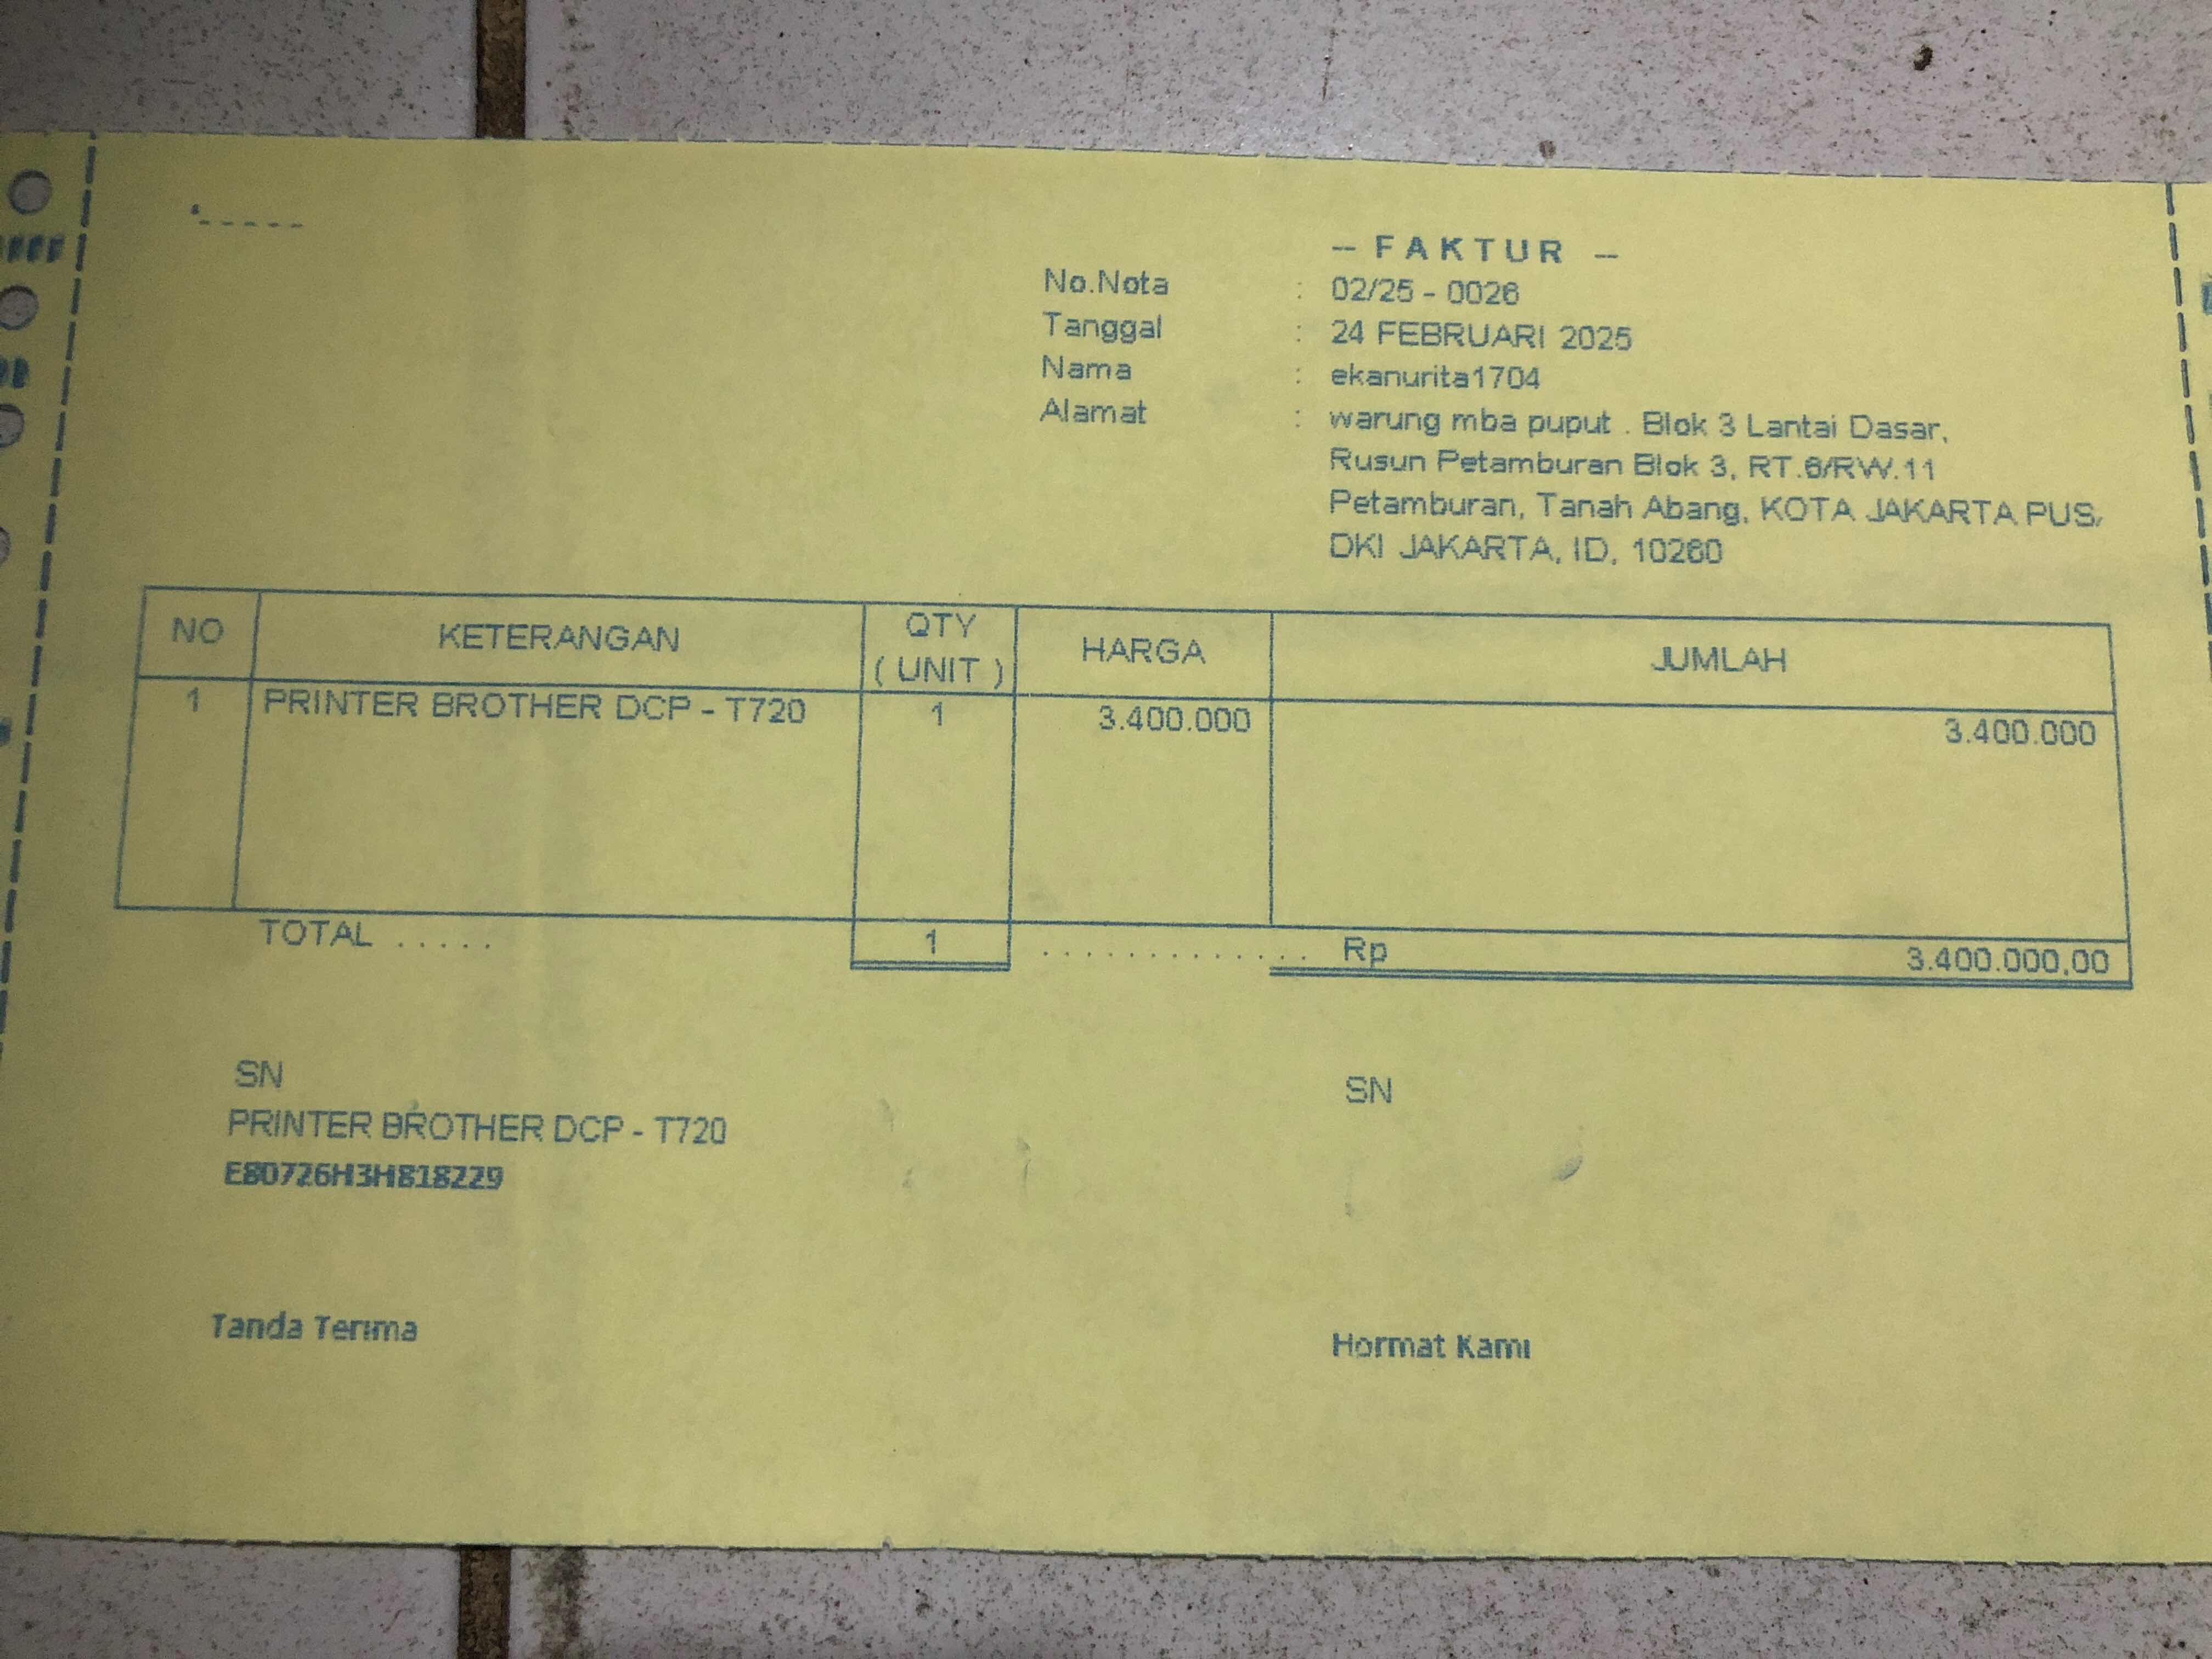 -- FAKTUR --
No.Nota : 02/25 - 0026
Tanggal : 24 FEBRUARI 2025
Nama : ekanurita1704
Alamat : warung mba puput . Blok 3 Lantai Dasar,
Rusun Petamburan Blok 3, RT.6/RW.11
Petamburan, Tanah Abang, KOTA JAKARTA PUS
DKI JAKARTA, ID, 10260
NO KETERANGAN QTY ( UNIT ) HARGA JUMLAH
1 PRINTER BROTHER DCP - T720 1 3.400.000 3.400.000
TOTAL ..... 1 ............. Rp 3.400.000,00
SN SN
PRINTER BROTHER DCP - T720
E80726H3H818229
Tanda Terima Hormat Kami